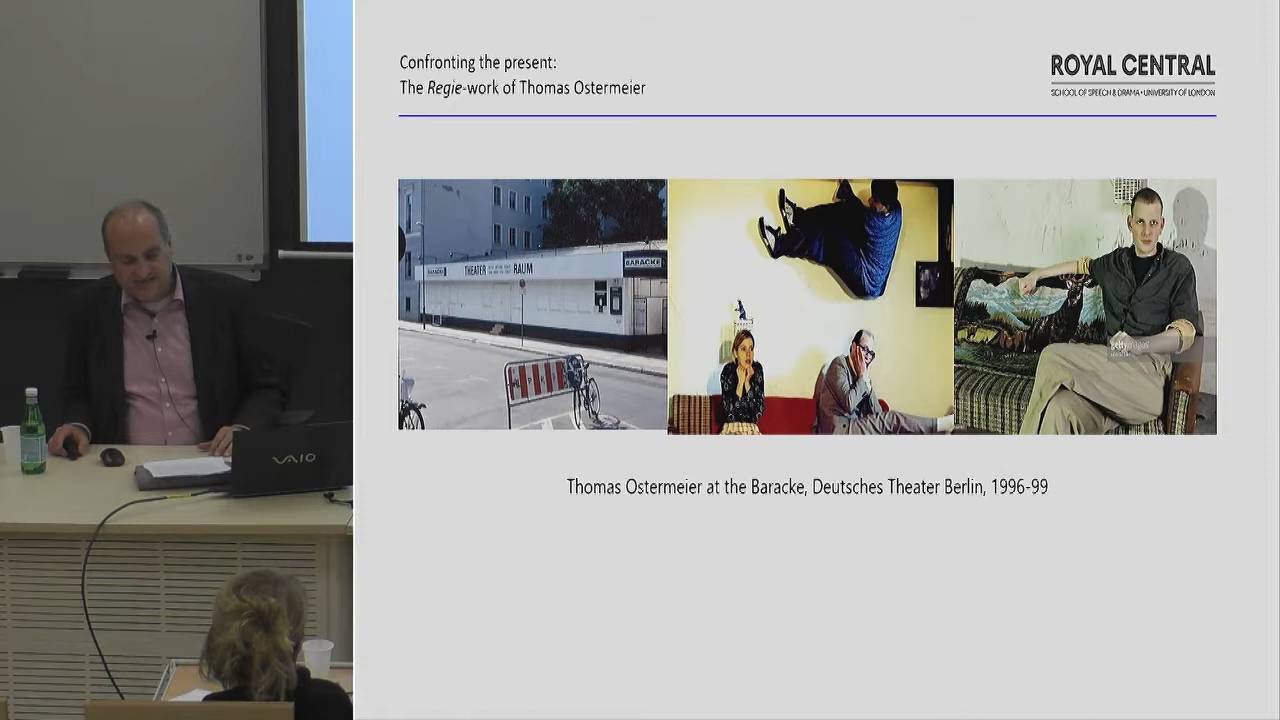 Confronting the present:
The Regie-work of Thomas Ostermeier
ROYAL CENTRAL
SCHOOL OF SPEECH & DRAMA • UNIVERSITY OF LONDON
BARACKE
THEATER
RAUM
BARACKE
gettyimages
Thomas Ostermeier at the Baracke, Deutsches Theater Berlin, 1996-99
VAIO